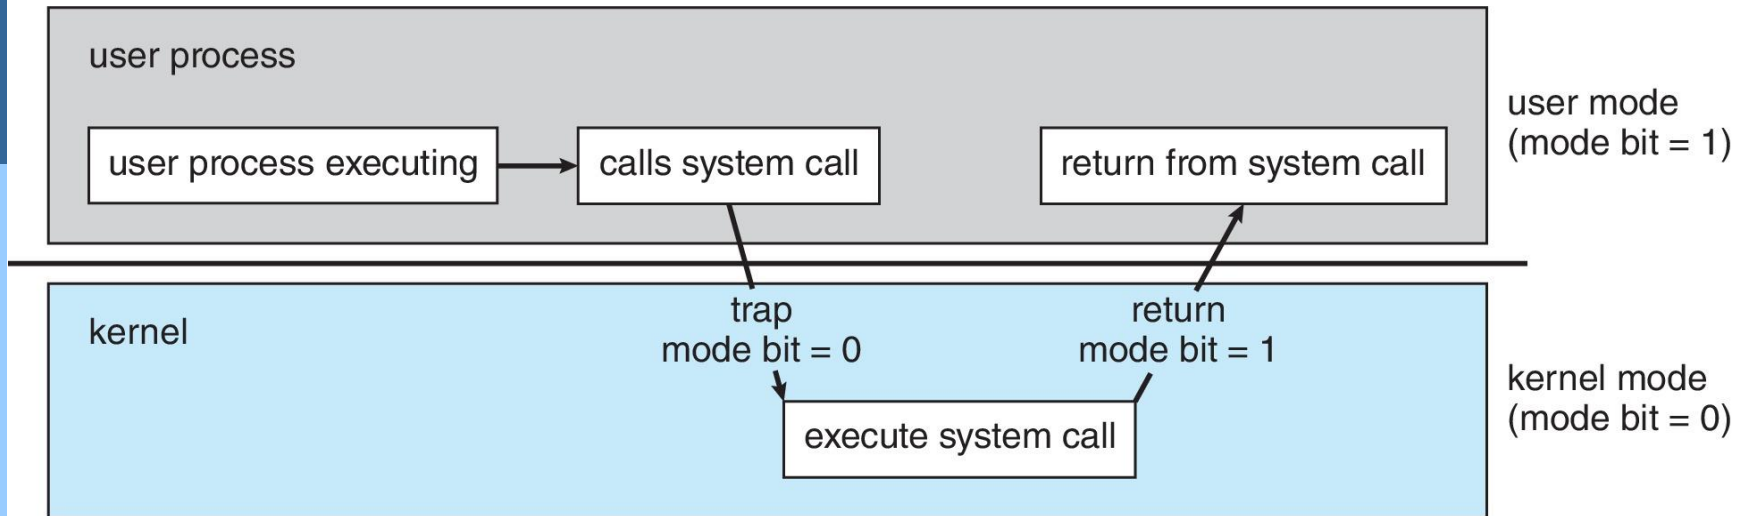 user process
user process executing
calls system call
return from system call
user mode
(mode bit = 1)
kernel
trap
mode bit = 0
return
mode bit = 1
execute system call
kernel mode
(mode bit = 0)